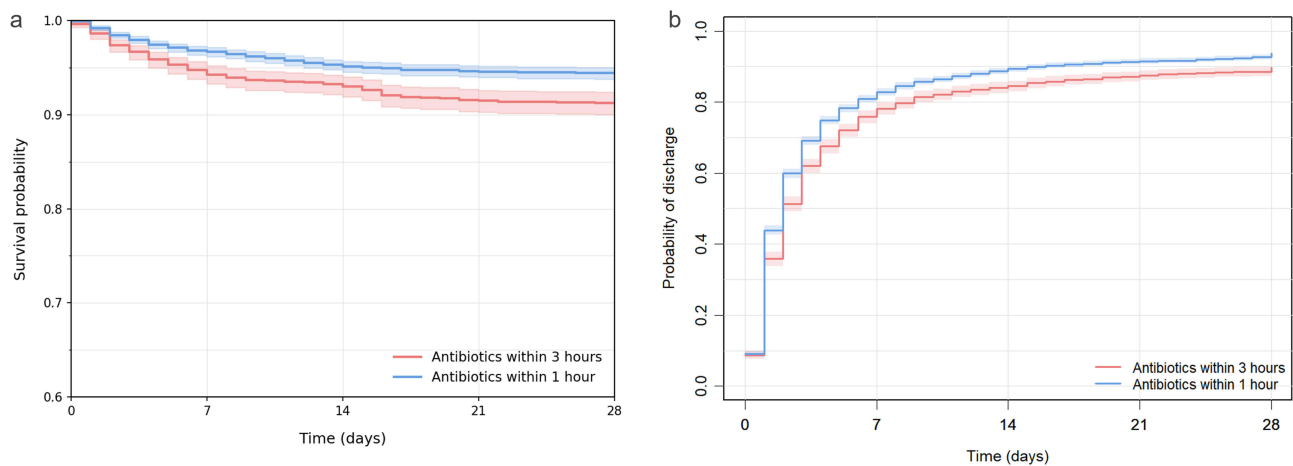 a
1.0
0.9
0.8
0.7
0.6
Survival probability
0 7 14 21 28
Time (days)
Antibiotics within 3 hours
Antibiotics within 1 hour
b
1.0
0.8
0.6
0.4
0.2
0.0
Probability of discharge
0 7 14 21 28
Time (days)
Antibiotics within 3 hours
Antibiotics within 1 hour